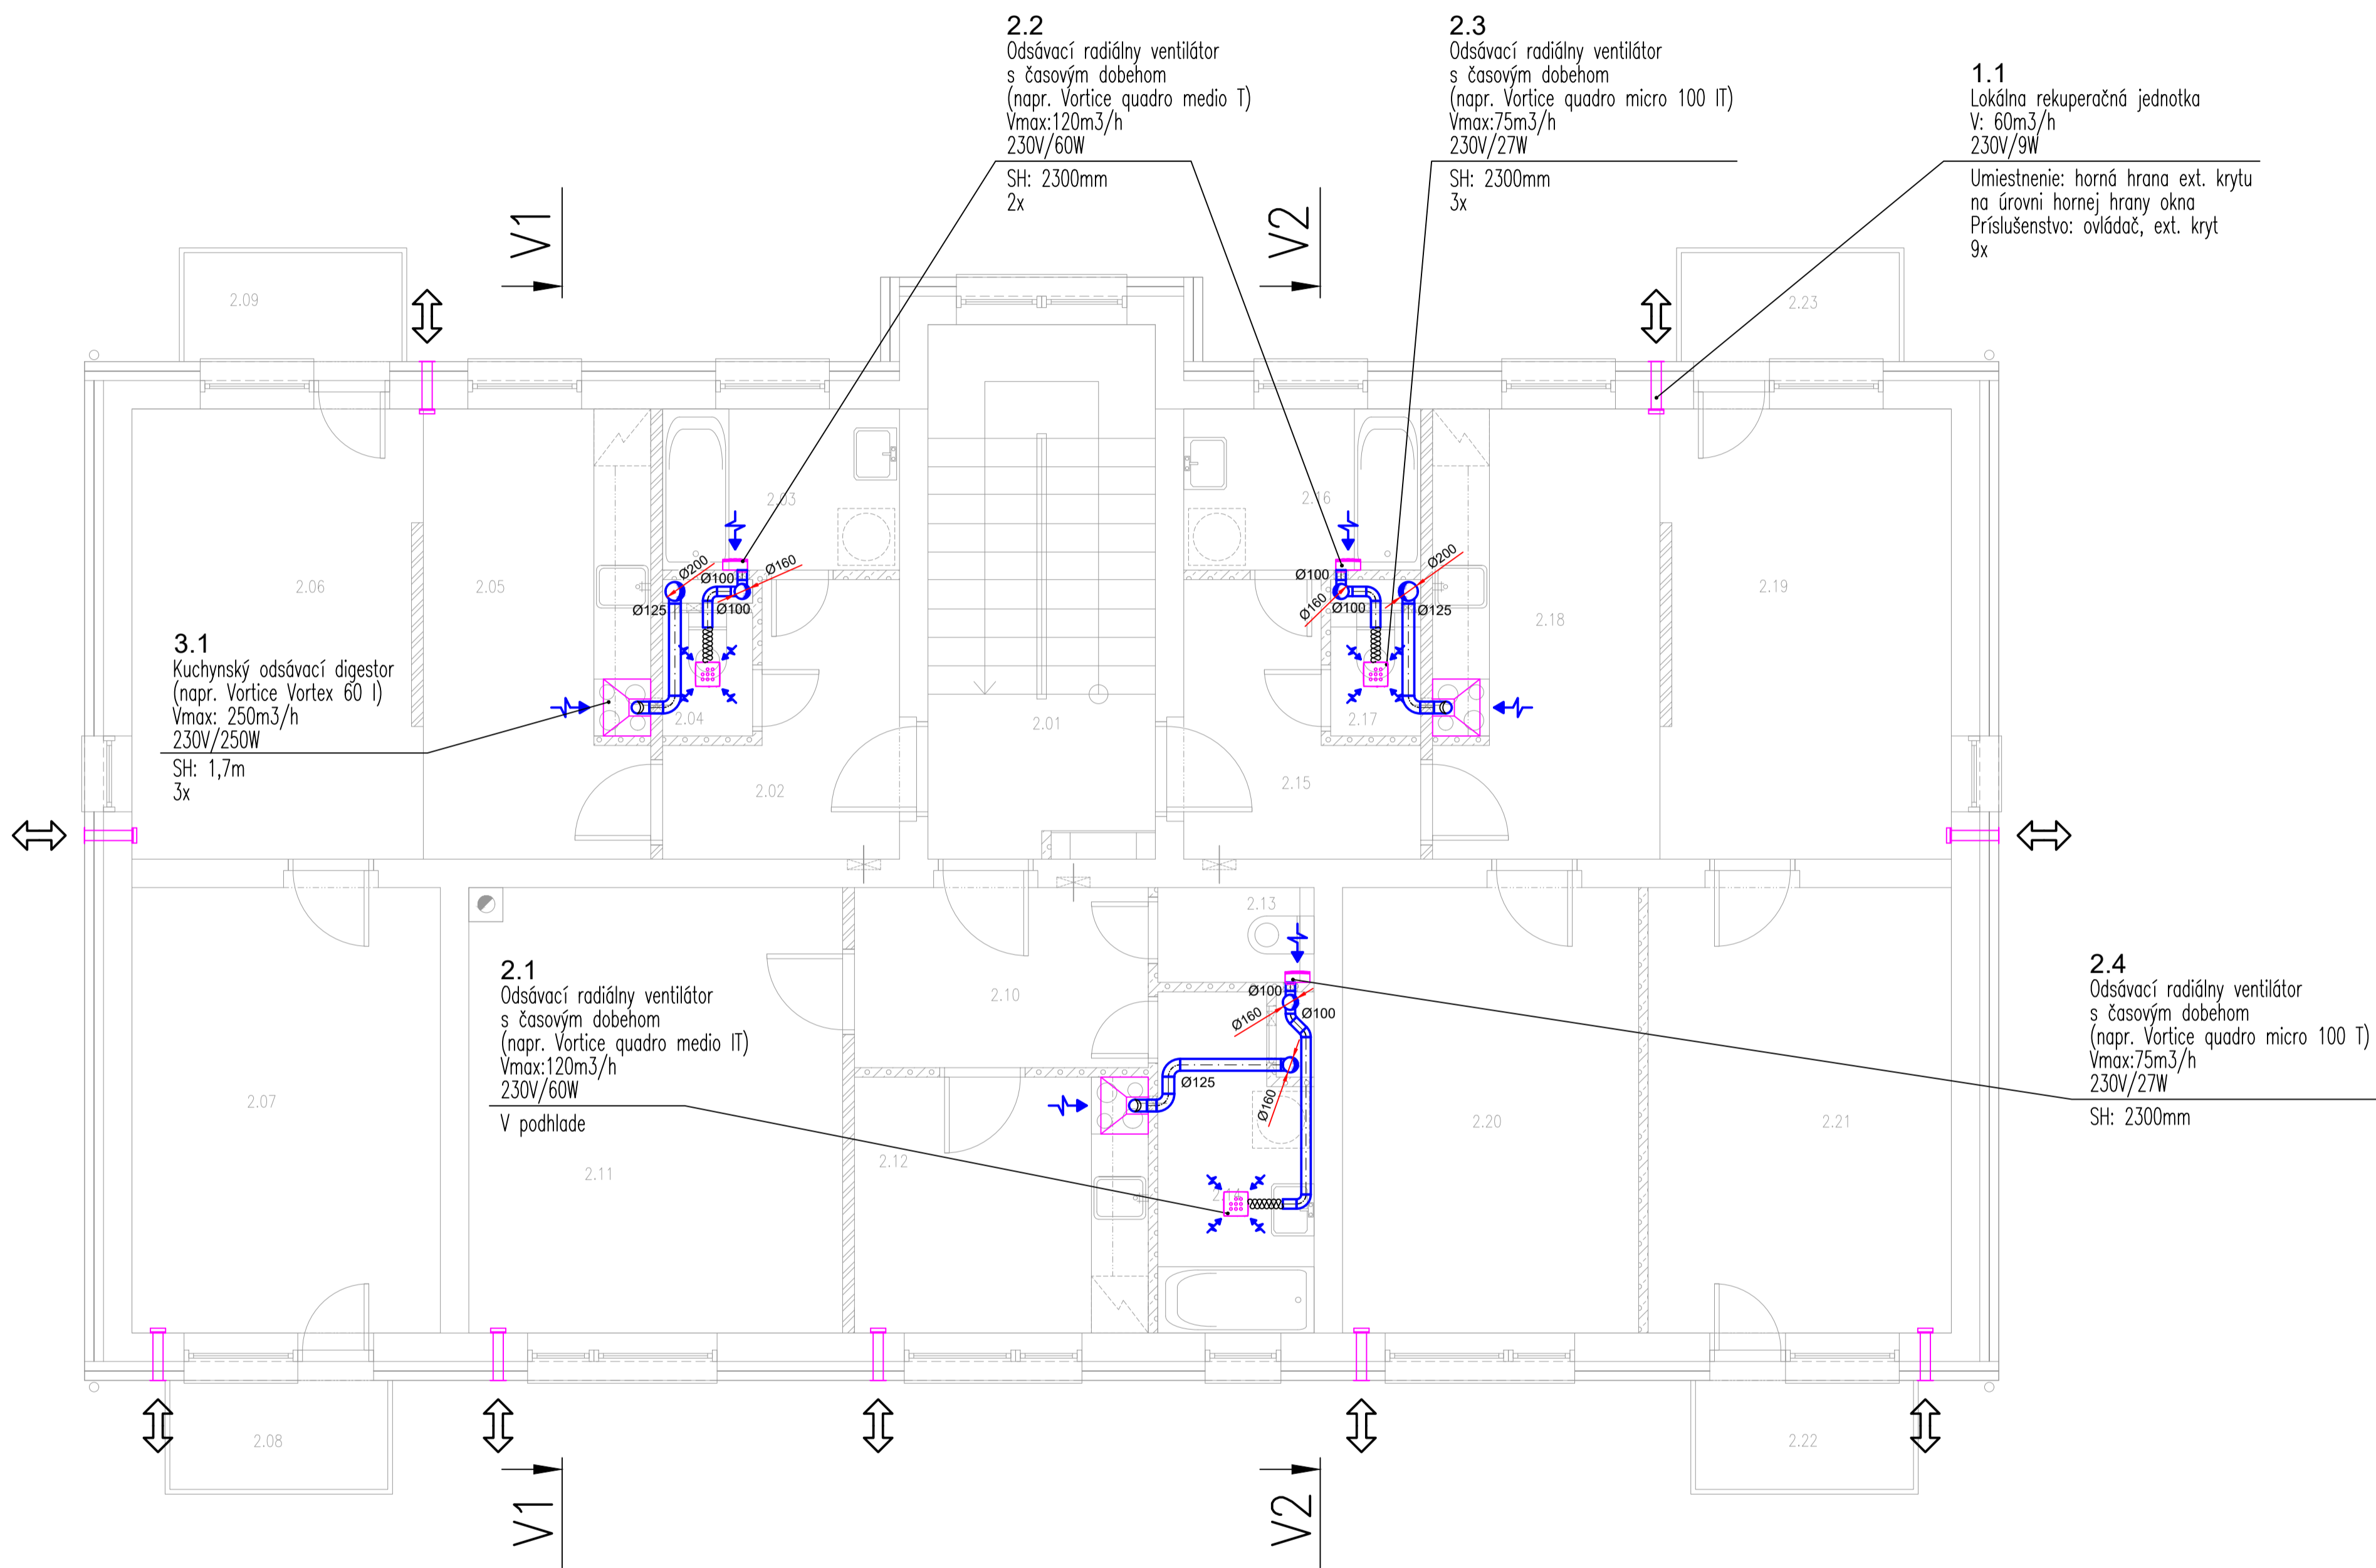 2.2
Odsávací radiálny ventilátor
s časovým dobehom
(napr. Vortice quadro medio T)
Vmax:120m3/h
230V/60W
SH: 2300mm
2x
2.3
Odsávací radiálny ventilátor
s časovým dobehom
(napr. Vortice quadro micro 100 IT)
Vmax:75m3/h
230V/27W
SH: 2300mm
3x
1.1
Lokálna rekuperačná jednotka
V: 60m3/h
230V/9W
Umiestnenie: horná hrana ext. krytu
na úrovni hornej hrany okna
Príslušenstvo: ovládač, ext. kryt
9x
V1
V2
2.09
2.23
2.03
2.16
Ø200
Ø160
Ø100
Ø125
Ø100
Ø100
Ø200
Ø160
Ø100
Ø125
2.06
2.05
2.18
2.19
3.1
Kuchynský odsávací digestor
(napr. Vortice Vortex 60 I)
Vmax: 250m3/h
230V/250W
SH: 1,7m
3x
2.04
2.01
2.17
2.02
2.15
2.13
2.1
Odsávací radiálny ventilátor
s časovým dobehom
(napr. Vortice quadro medio IT)
Vmax:120m3/h
230V/60W
V podhlade
2.10
Ø100
Ø160
Ø100
Ø125
Ø160
2.4
Odsávací radiálny ventilátor
s časovým dobehom
(napr. Vortice quadro micro 100 T)
Vmax:75m3/h
230V/27W
SH: 2300mm
2.07
2.11
2.12
2.20
2.21
2.08
2.22
V1
V2